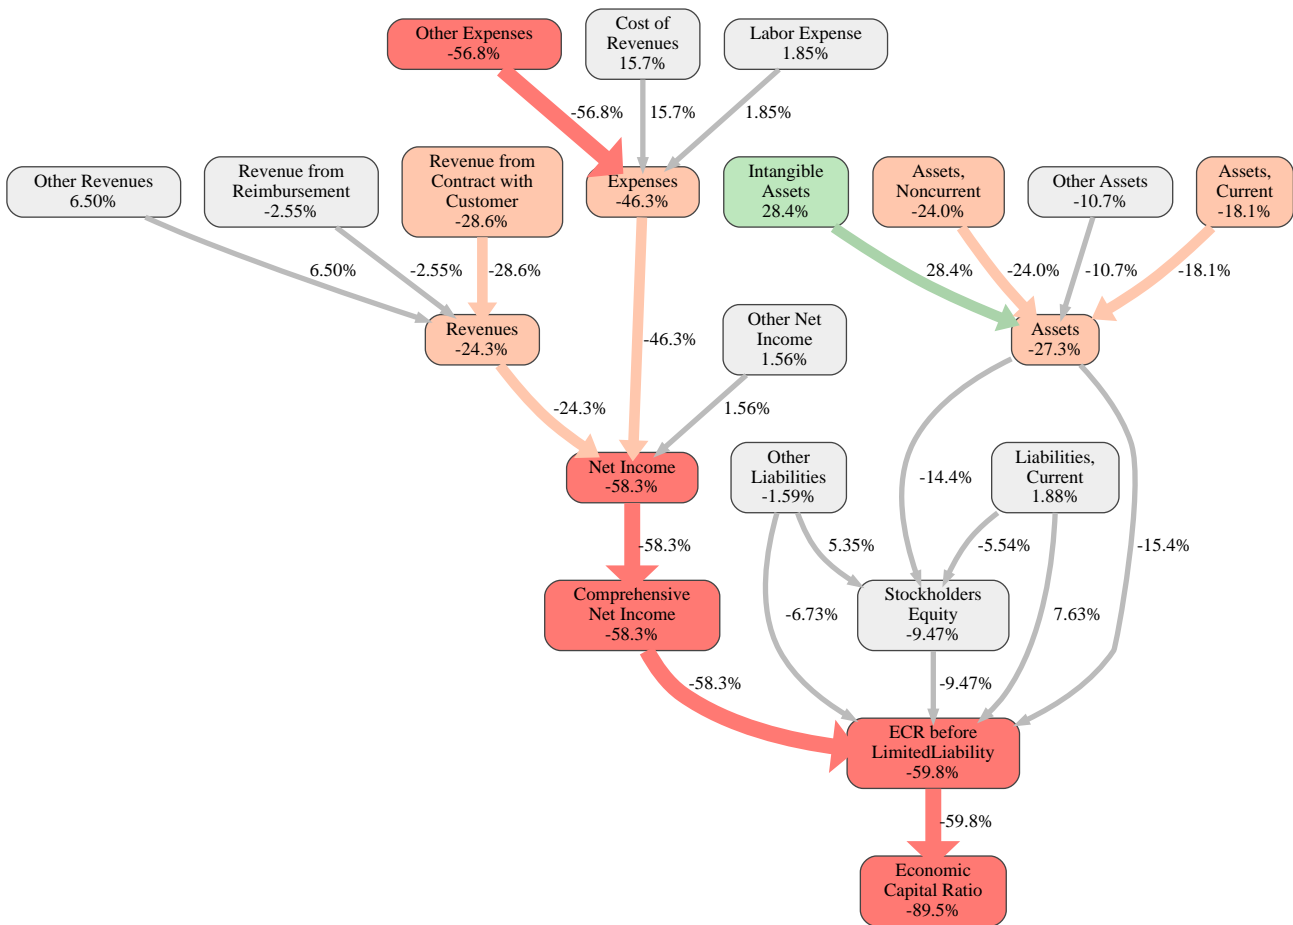 Other Expenses
-56.8%
Cost of
Revenues
15.7%
Labor Expense
1.85%
-56.8%
15.7%
1.85%
Other Revenues
6.50%
Revenue from
Reimbursement
-2.55%
Revenue from
Contract with
Customer
-28.6%
Expenses
-46.3%
Intangible
Assets
28.4%
Assets,
Noncurrent
-24.0%
Other Assets
-10.7%
Assets,
Current
-18.1%
6.50%
-2.55%
-28.6%
28.4%
-24.0%
-10.7%
-18.1%
Revenues
-24.3%
-46.3%
Other Net
Income
1.56%
Assets
-27.3%
-24.3%
1.56%
Net Income
-58.3%
Other
Liabilities
-1.59%
-14.4%
Liabilities,
Current
1.88%
-58.3%
5.35%
-5.54%
-15.4%
Comprehensive
Net Income
-58.3%
-6.73%
Stockholders
Equity
-9.47%
7.63%
-58.3%
-9.47%
ECR before
LimitedLiability
-59.8%
-59.8%
Economic
Capital Ratio
-89.5%